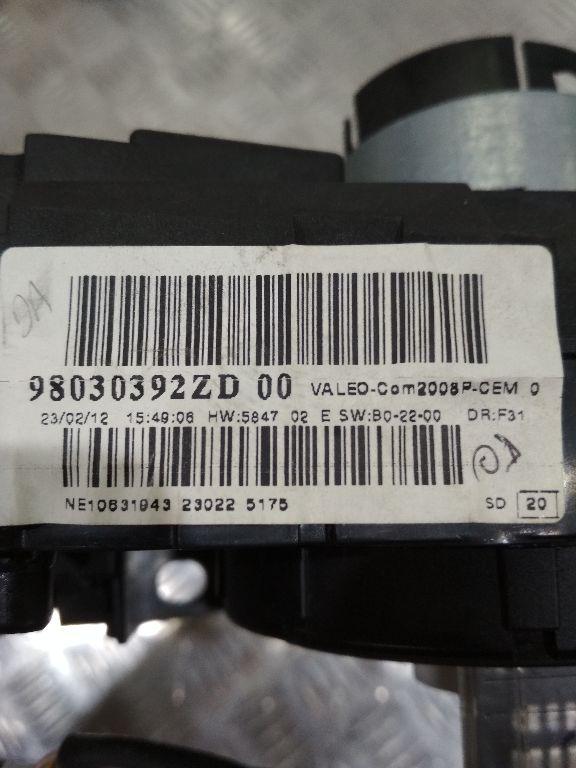 98030392ZD 00 VALEO-Com2008P-CEM 0
23/02/12 15:49:06 HW:5847 02 E SW:B0-22-00 DR:F31
NE10631943 23022 5175
SD 20